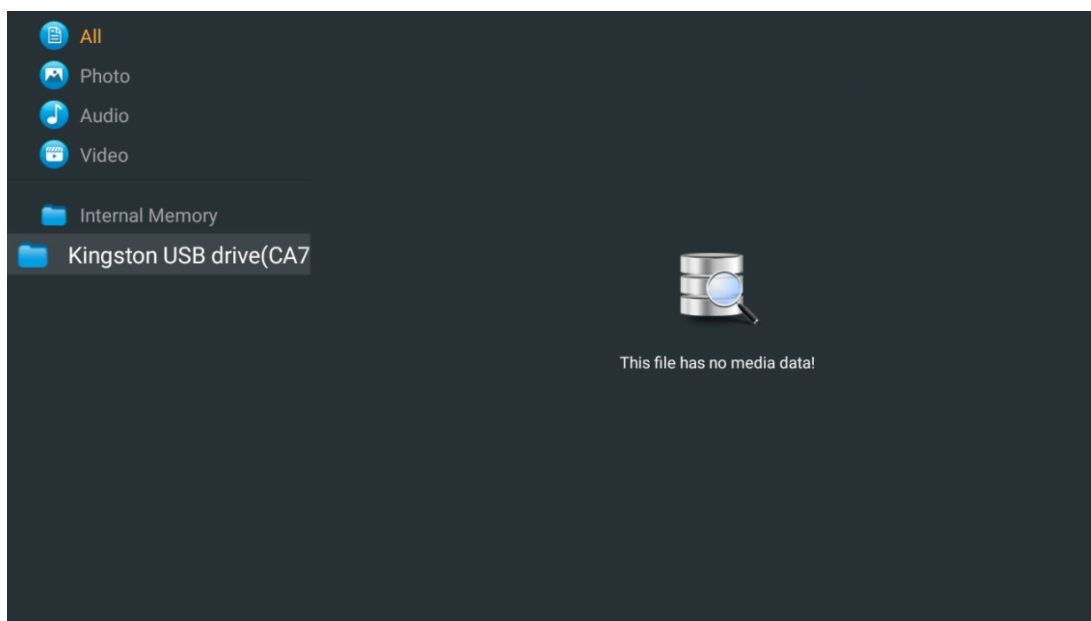 All
Photo
Audio
Video
Internal Memory
Kingston USB drive(CA7
This file has no media data!